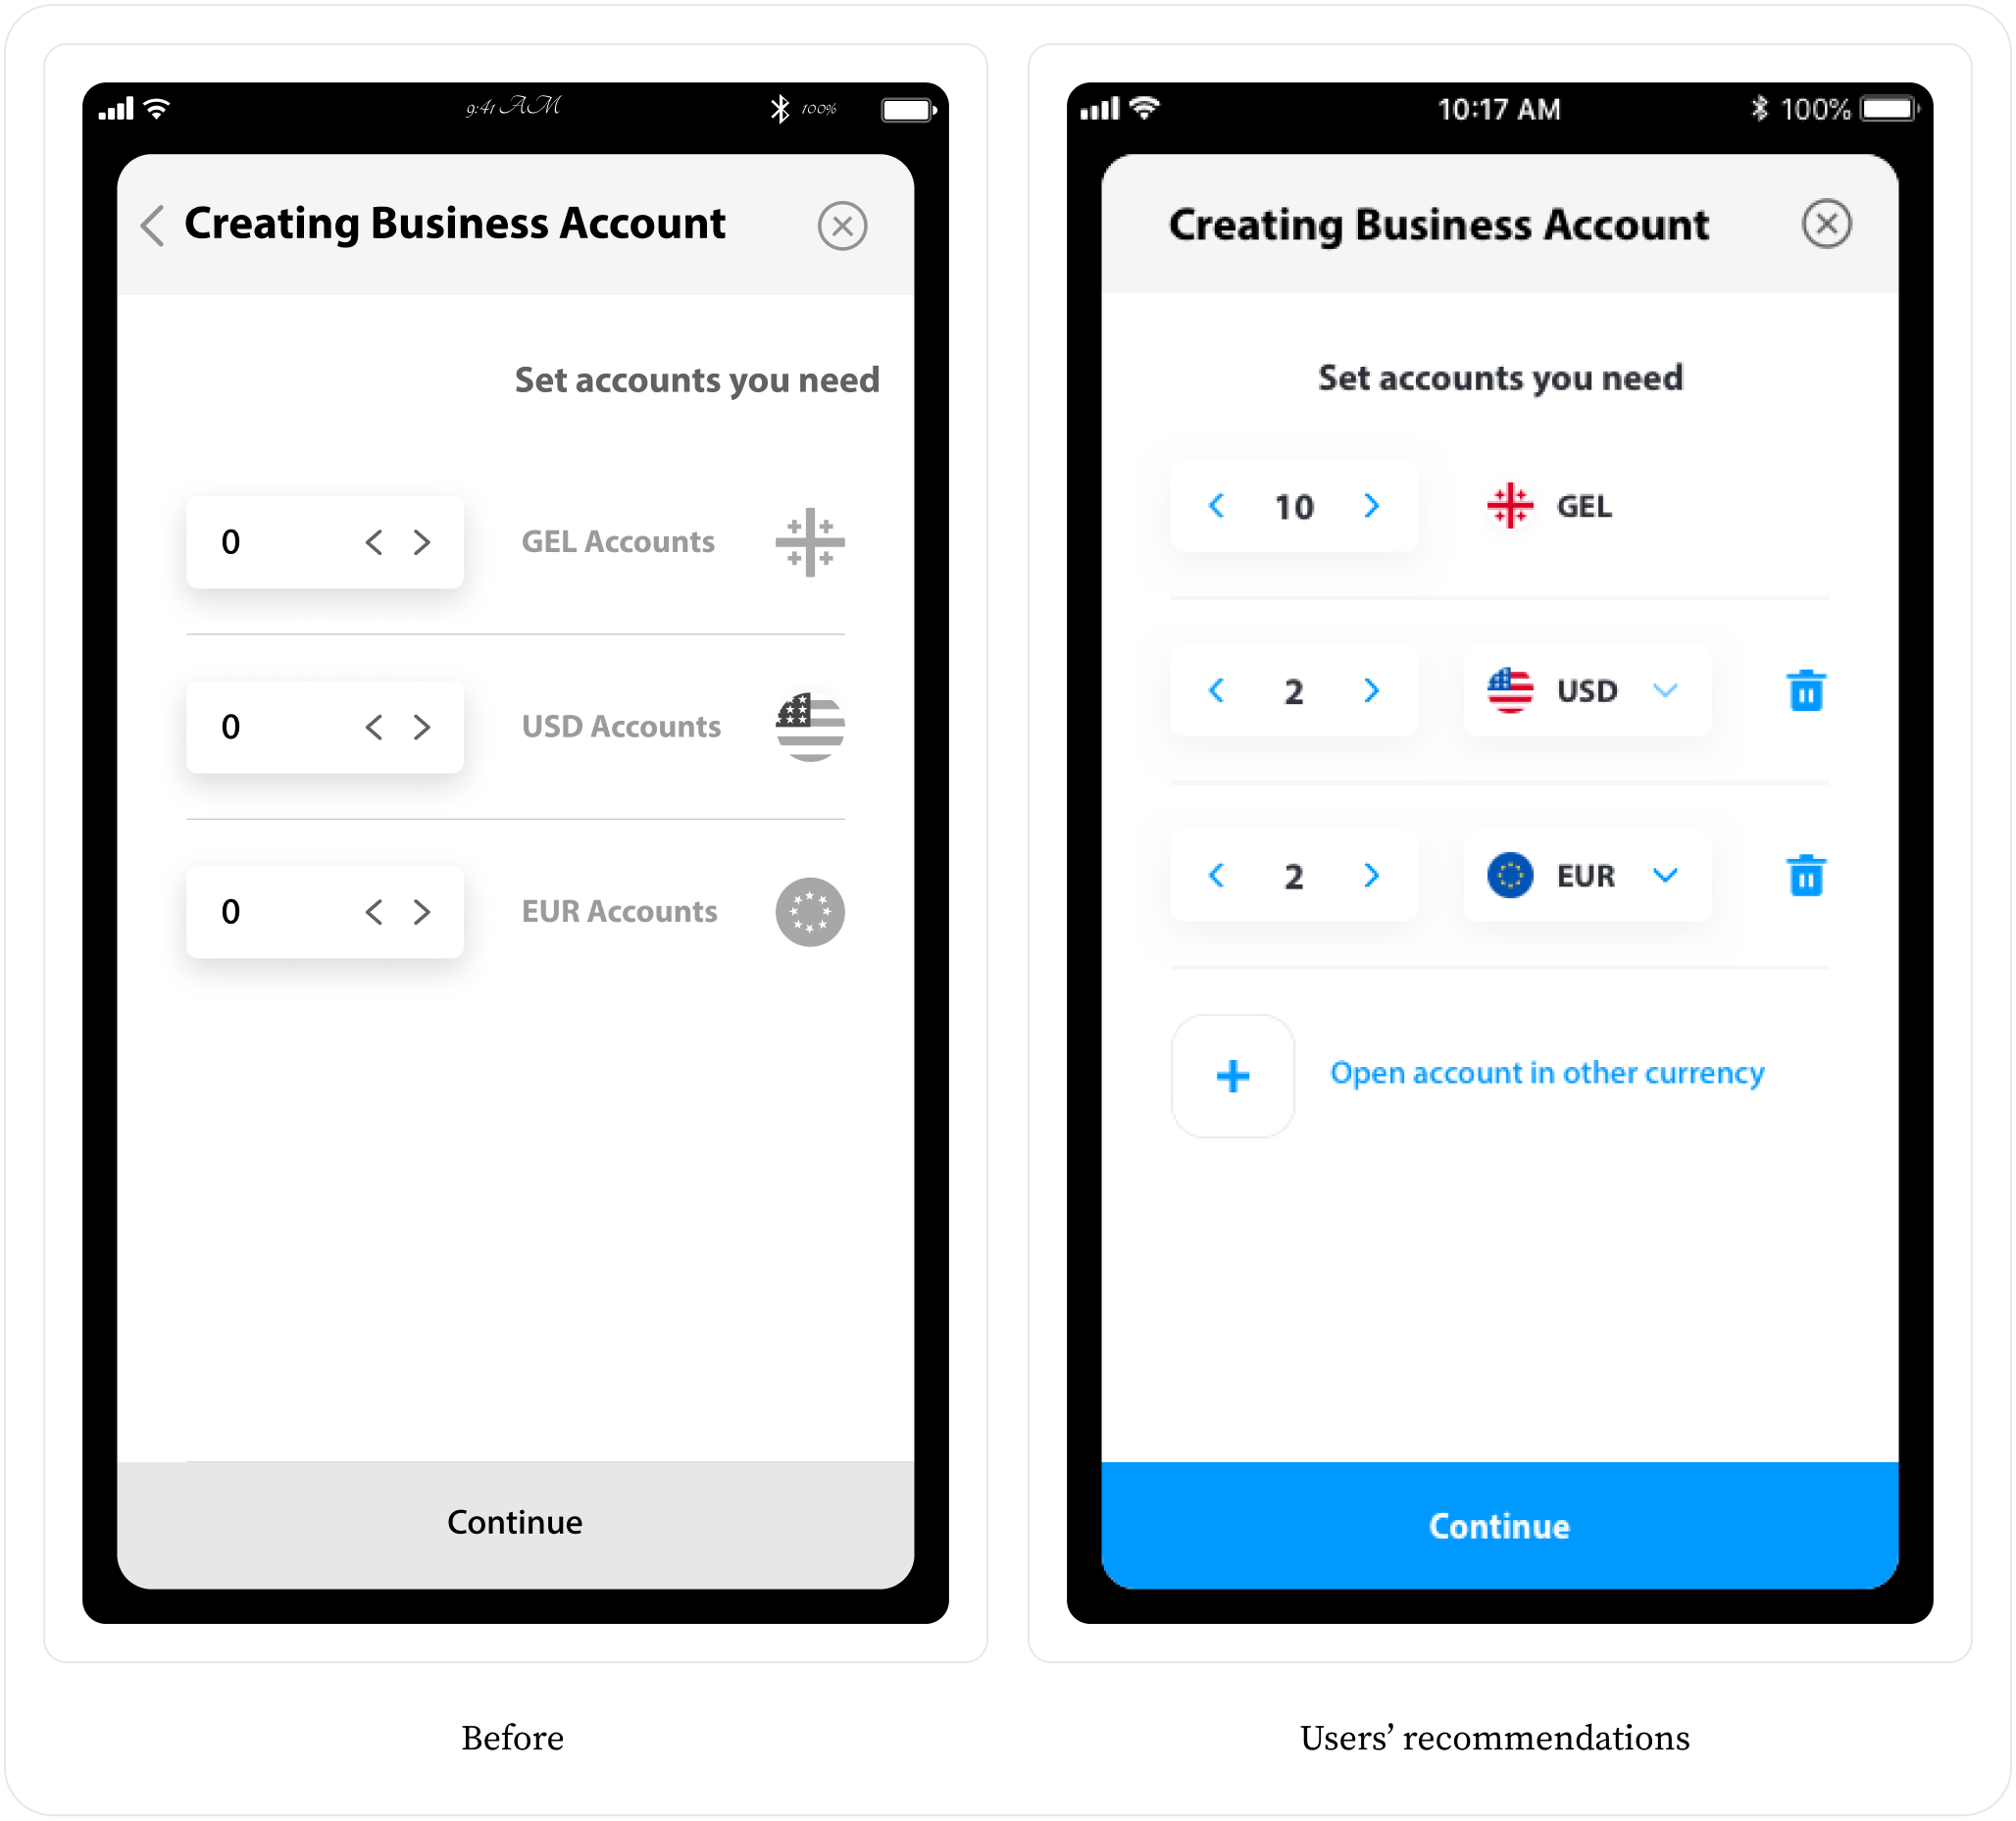 9:41 AM
100%
Creating Business Account
Set accounts you need
0
GEL Accounts
0
USD Accounts
0
EUR Accounts
Continue
Before
10:17 AM
100%
Creating Business Account
Set accounts you need
10
GEL
2
USD
2
EUR
Open account in other currency
Continue
Users’ recommendations